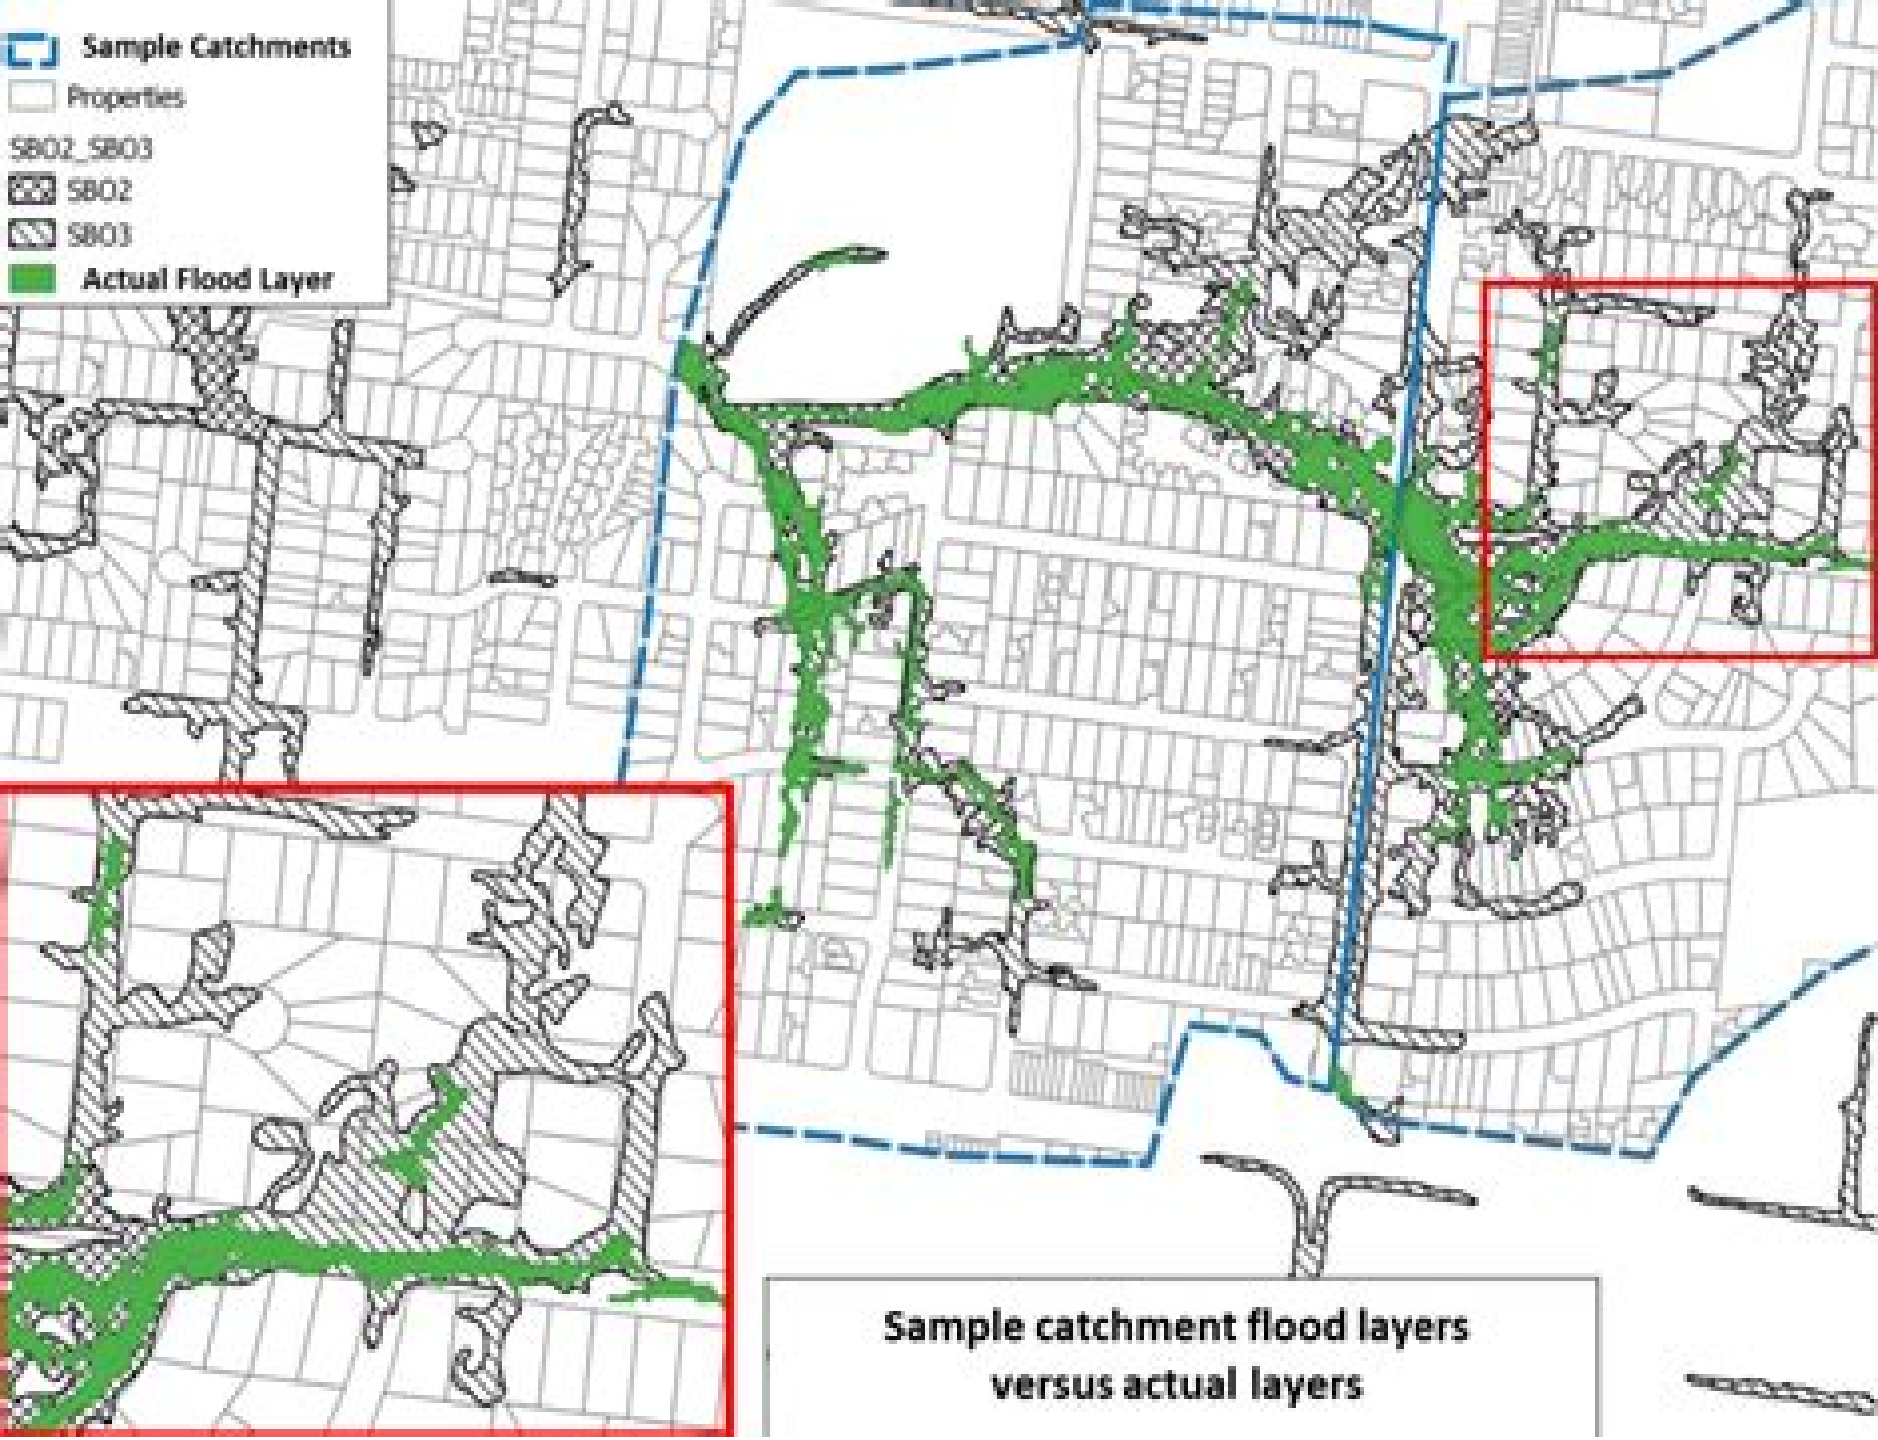 Sample Catchments
Properties
SBO2_SBO3
SBO2
SBO3
Actual Flood Layer
Sample catchment flood layers
versus actual layers